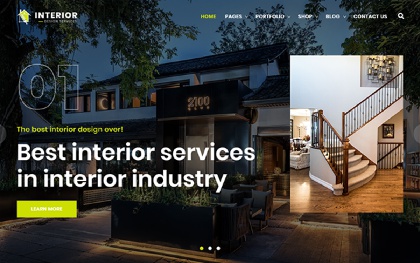 INTERIOR
DESIGN SERVICES
HOME PAGES PORTFOLIO SHOP BLOG CONTACT US
01
The best interior design ever!
2100
Best interior services
in interior industry
LEARN MORE